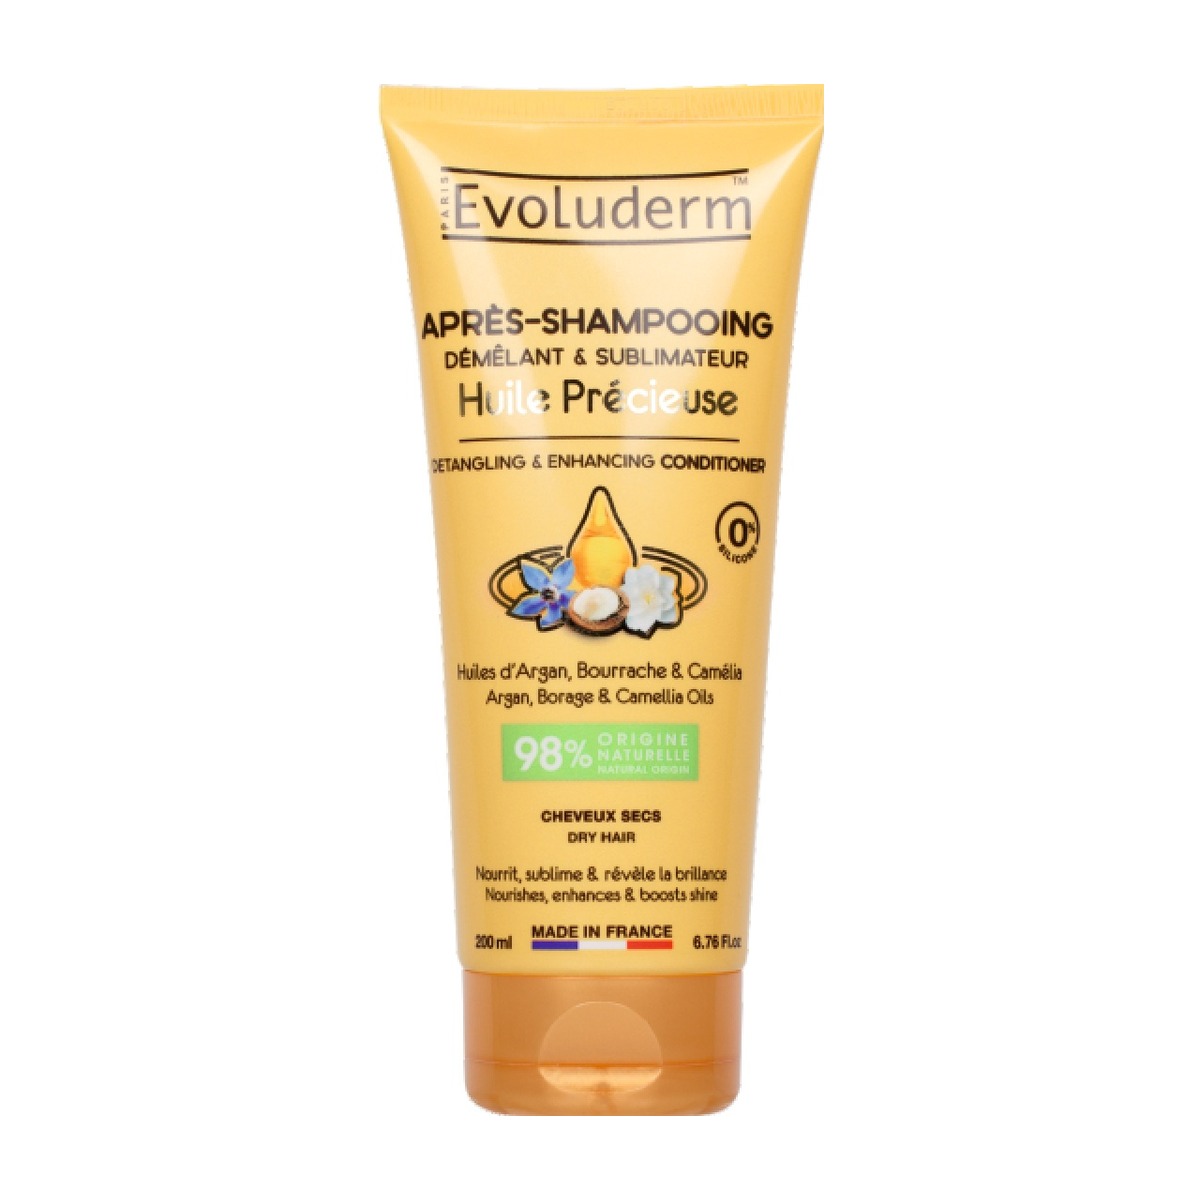 PARIS
Evoluderm™
APRÈS-SHAMPOOING
DÉMÊLANT & SUBLIMATEUR
Huile Précieuse
DETANGLING & ENHANCING CONDITIONER
0%
SILICONE
Huiles d'Argan, Bourrache & Camélia
Argan, Borage & Camellia Oils
98% ORIGINE
NATURELLE
NATURAL ORIGIN
CHEVEUX SECS
DRY HAIR
Nourrit, sublime & révèle la brillance
Nourishes, enhances & boosts shine
200 ml MADE IN FRANCE 6.76 Fl.oz